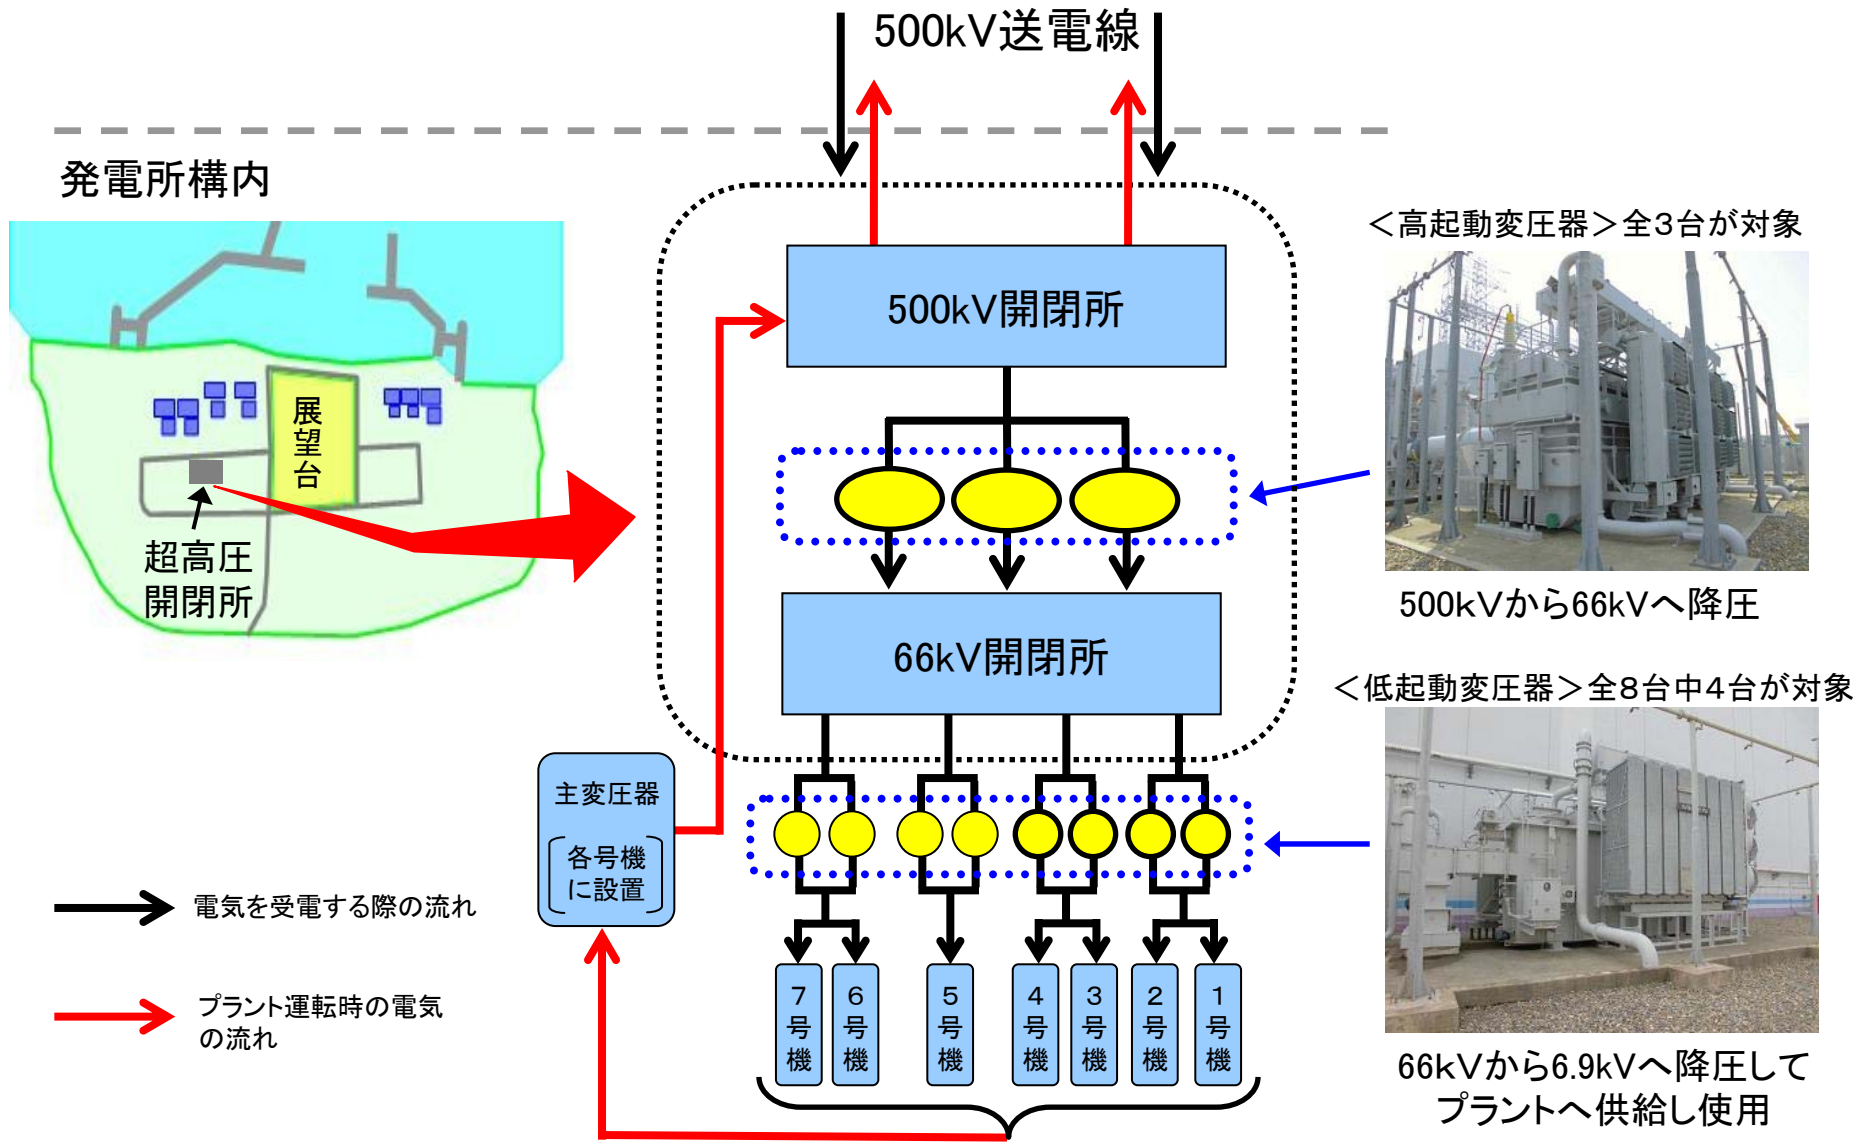 500kV送電線
発電所構内
展
望
台
超高圧
開閉所
500kV開閉所
66kV開閉所
＜高起動変圧器＞全３台が対象
500kVから66kVへ降圧
＜低起動変圧器＞全８台中４台が対象
66kVから6.9kVへ降圧して
プラントへ供給し使用
主変圧器
各号機
に設置
電気を受電する際の流れ
プラント運転時の電気
の流れ
７号機
６号機
５号機
４号機
３号機
２号機
１号機